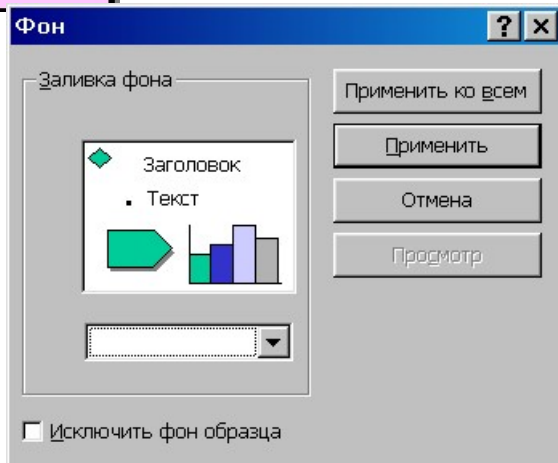 Фон
Заливка фона
Заголовок
Текст
Применить ко всем
Применить
Отмена
Просмотр
Исключить фон образца